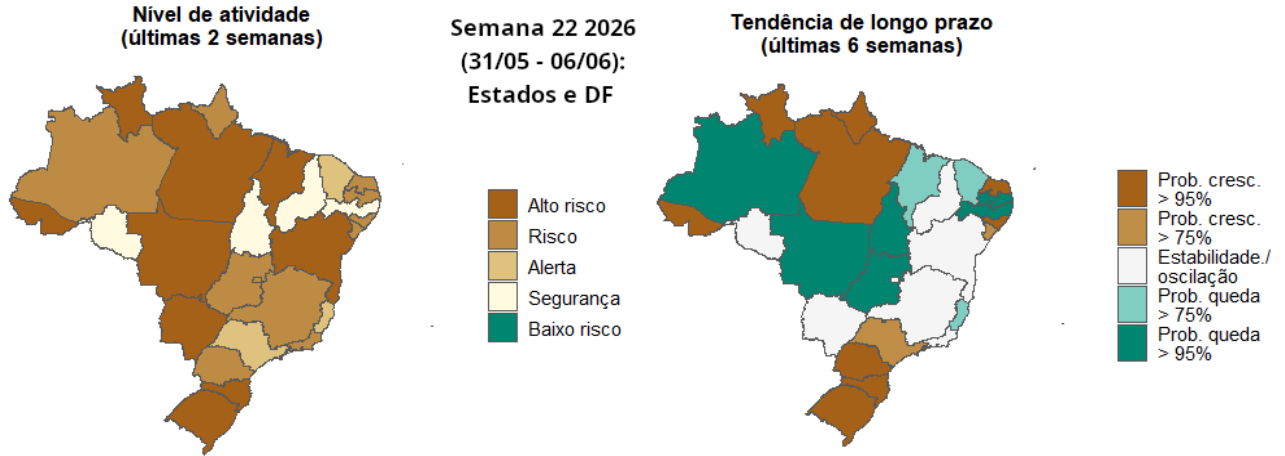 Nível de atividade
(últimas 2 semanas)
Semana 22 2026
(31/05 - 06/06):
Estados e DF
Tendência de longo prazo
(últimas 6 semanas)
Alto risco
Risco
Alerta
Segurança
Baixo risco
Prob. cresc.
> 95%
Prob. cresc.
> 75%
Estabilidade./
oscilação
Prob. queda
> 75%
Prob. queda
> 95%